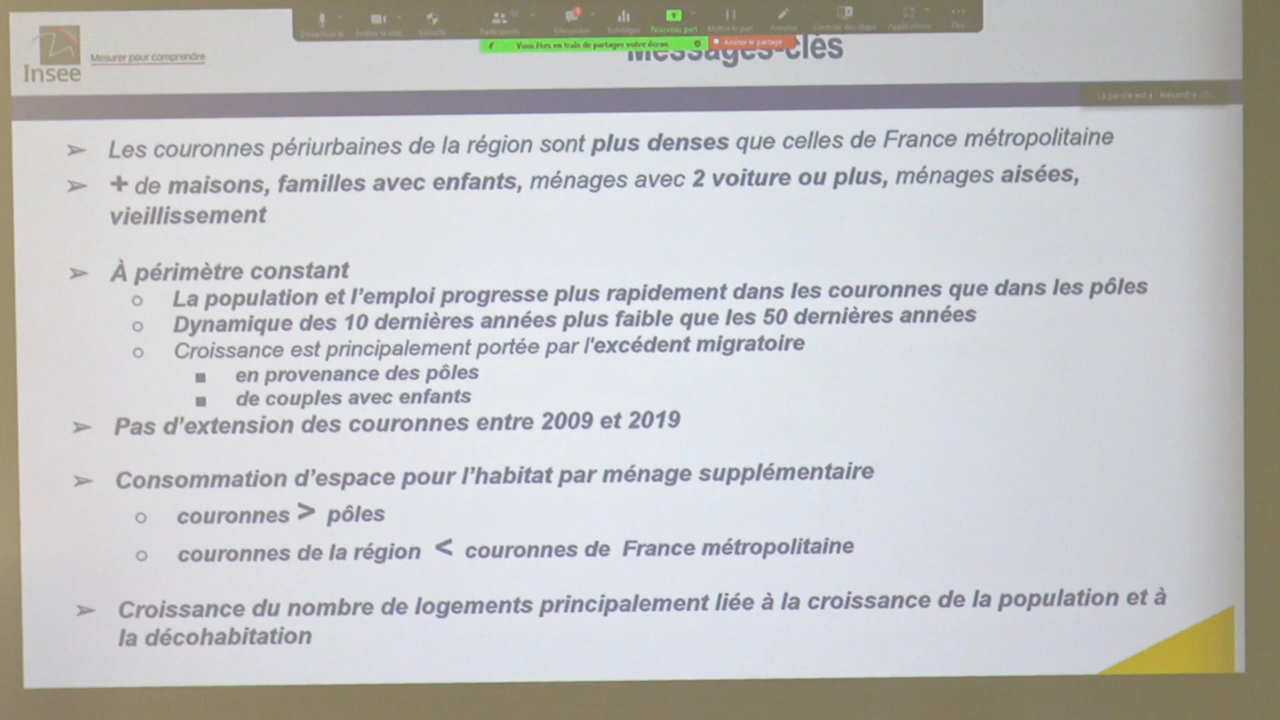 Vous êtes en train de partager votre écran
Arrêter le partage
Insee
Mesurer pour comprendre
Messages-clés
➢ Les couronnes périurbaines de la région sont plus denses que celles de France métropolitaine
➢ + de maisons, familles avec enfants, ménages avec 2 voiture ou plus, ménages aisées,
vieillissement
➢ À périmètre constant
o La population et l'emploi progresse plus rapidement dans les couronnes que dans les pôles
o Dynamique des 10 dernières années plus faible que les 50 dernières années
o Croissance est principalement portée par l'excédent migratoire
■ en provenance des pôles
■ de couples avec enfants
➢ Pas d'extension des couronnes entre 2009 et 2019
➢ Consommation d'espace pour l'habitat par ménage supplémentaire
o couronnes > pôles
o couronnes de la région < couronnes de France métropolitaine
➢ Croissance du nombre de logements principalement liée à la croissance de la population et à
la décohabitation